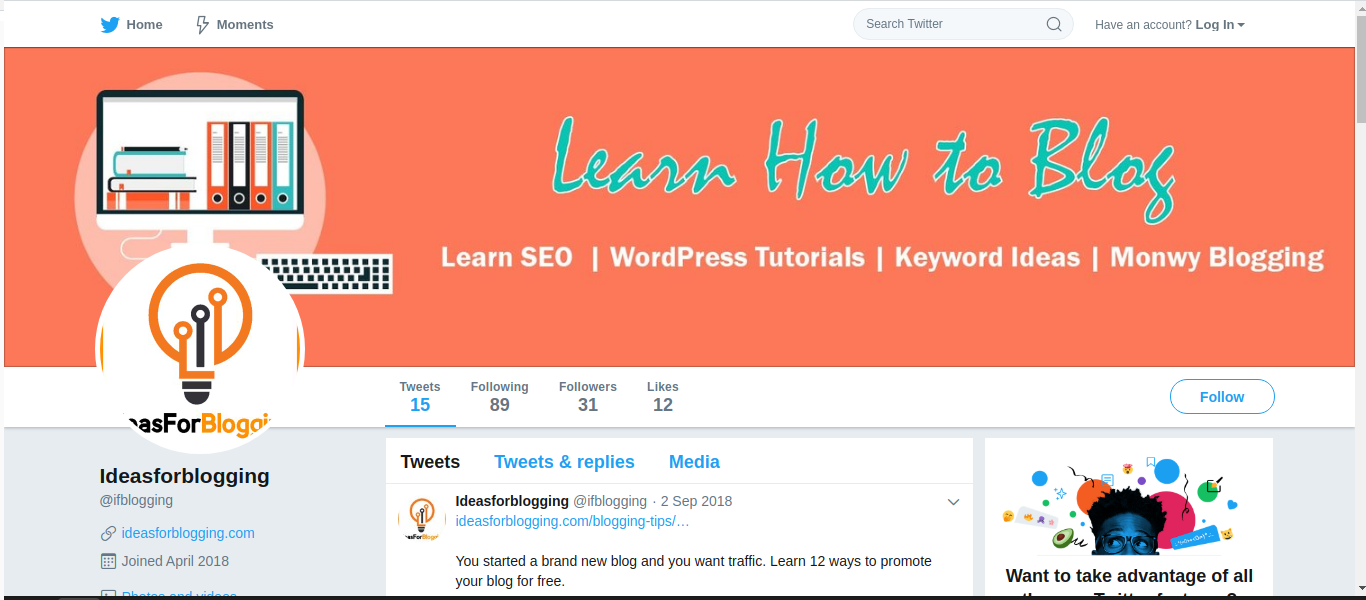 Home
Moments
Search Twitter
Have an account? Log In
Learn How to Blog
Learn SEO | WordPress Tutorials | Keyword Ideas | Monwy Blogging
Tweets Following Followers Likes
15 89 31 12
Follow
easForBloggi
Ideasforblogging
@ifblogging
ideasforblogging.com
Joined April 2018
Photos and videos
Tweets Tweets & replies Media
Ideasforblogging @ifblogging · 2 Sep 2018
ideasforblogging.com/blogging-tips/…
You started a brand new blog and you want traffic. Learn 12 ways to promote
your blog for free.
Want to take advantage of all